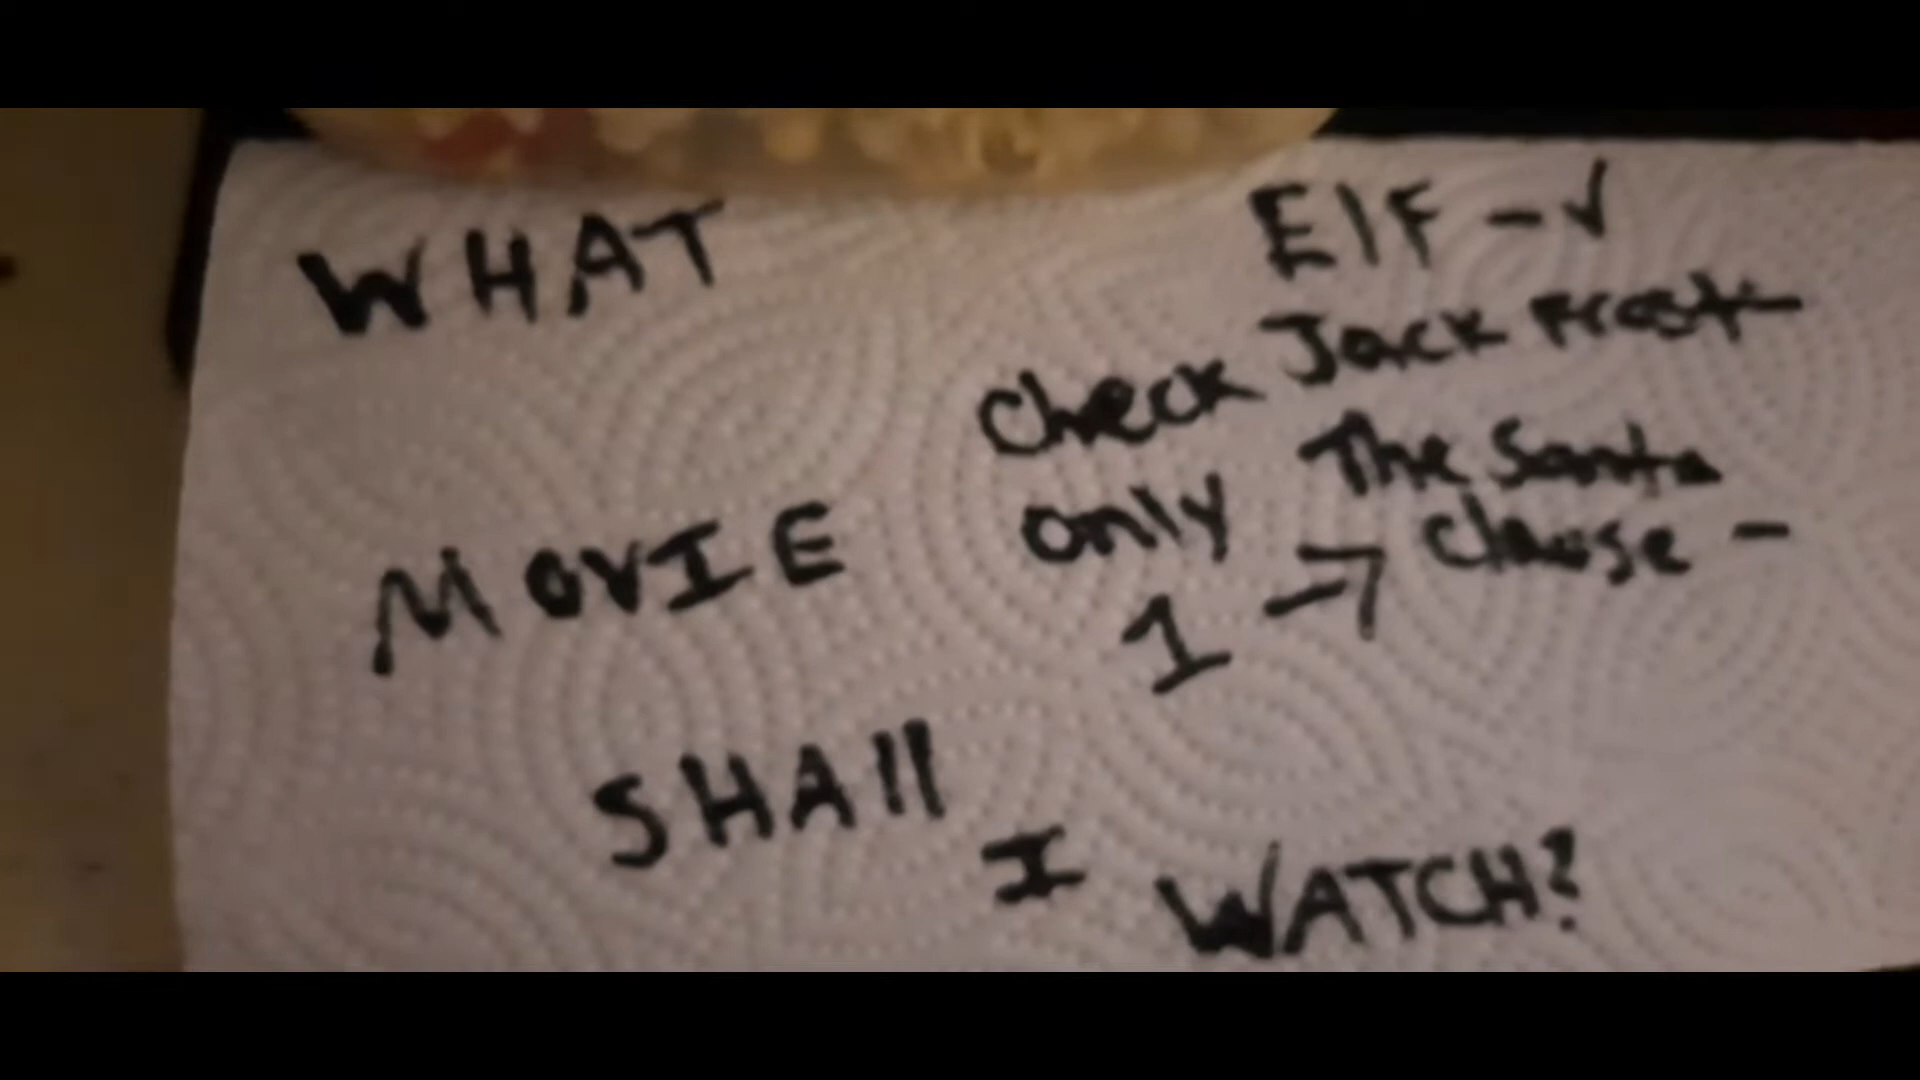 WHAT
MOVIE
SHAll
I
WATCH?
Check
only
1 →
ElF - √
Jack Frost -
The Santa
Clause -